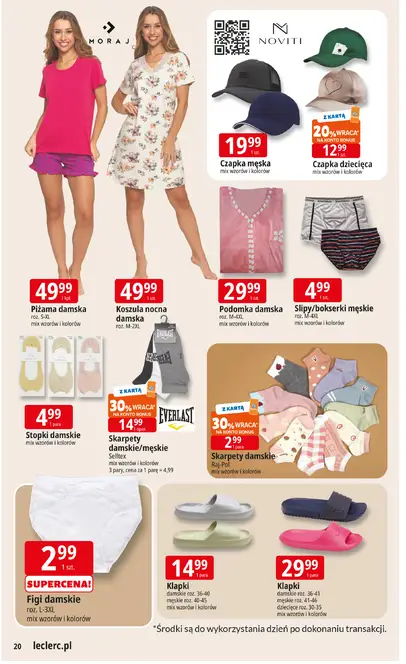 MORAJ
NOVITI
19.99
1 szt.
Czapka męska
mix wzorów i kolorów
Z KARTĄ
20% WRACA*
NA KONTO BONUS
12.99
1 szt.
Czapka dziecięca
mix wzorów i kolorów
49.99
1 kpl.
Piżama damska
roz. S-XL
mix wzorów i kolorów
49.99
1 szt.
Koszula nocna
damska
roz. M-2XL
29.99
1 szt.
Podomka damska
roz. M-4XL
mix wzorów i kolorów
4.99
1 szt.
Slipy/bokserki męskie
roz. M-4XL
mix wzorów i kolorów
4.99
1 para
Stopki damskie
mix wzorów i kolorów
Z KARTĄ
30% WRACA*
NA KONTO BONUS
14.99
EVERLAST
Skarpety
damskie/męskie
Selltex
mix wzorów i kolorów
3 pary, cena za 1 parę = 4,99
Z KARTĄ
30% WRACA*
NA KONTO BONUS
2.99
1 para
Skarpety damskie
Raj-Pol
mix wzorów i kolorów
2.99
1 szt.
SUPERCENA!
Figi damskie
roz. L-3XL
mix wzorów i kolorów
14.99
1 para
Klapki
damskie roz. 36-40
męskie roz. 40-45
mix wzorów i kolorów
29.99
1 para
Klapki
damskie roz. 36-41
męskie roz. 41-46
dziecięce roz. 30-35
mix wzorów i kolorów
*Środki są do wykorzystania dzień po dokonaniu transakcji.
20 leclerc.pl